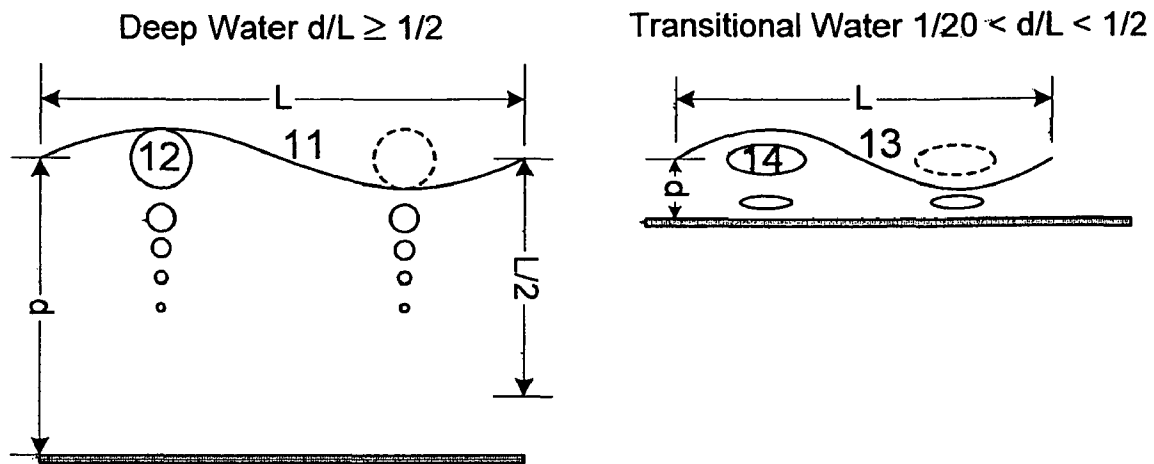 Deep Water d/L ≥ 1/2
L
12
11
d
L/2
Transitional Water 1/20 < d/L < 1/2
L
14
13
d